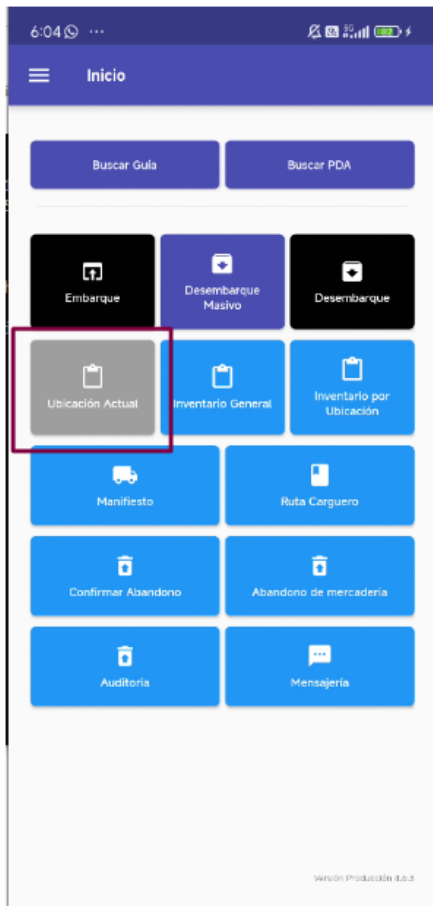 6:04
Inicio
Buscar Guía
Buscar PDA
Embarque
Desembarque
Masivo
Desembarque
Ubicación Actual
Inventario General
Inventario por
Ubicación
Manifiesto
Ruta Carguero
Confirmar Abandono
Abandono de mercadería
Auditoria
Mensajería
Versión Producción